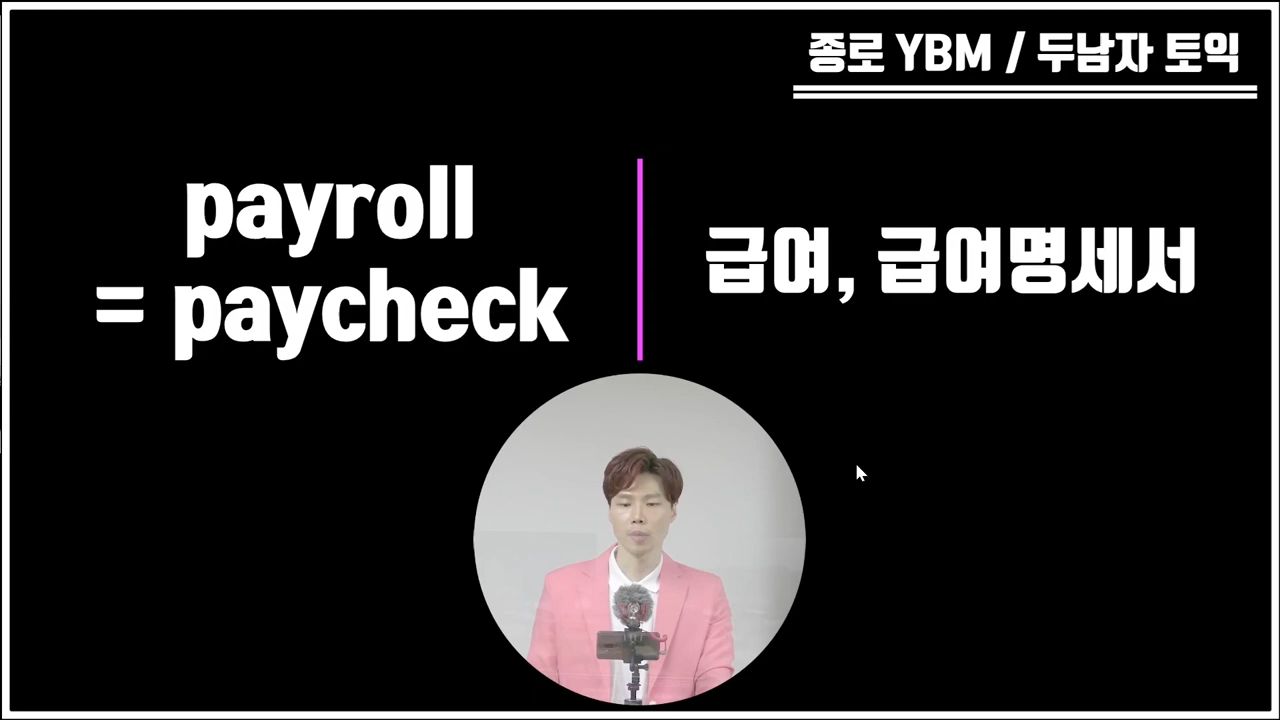 종로 YBM / 두남자 토익
payroll
= paycheck
급여, 급여명세서